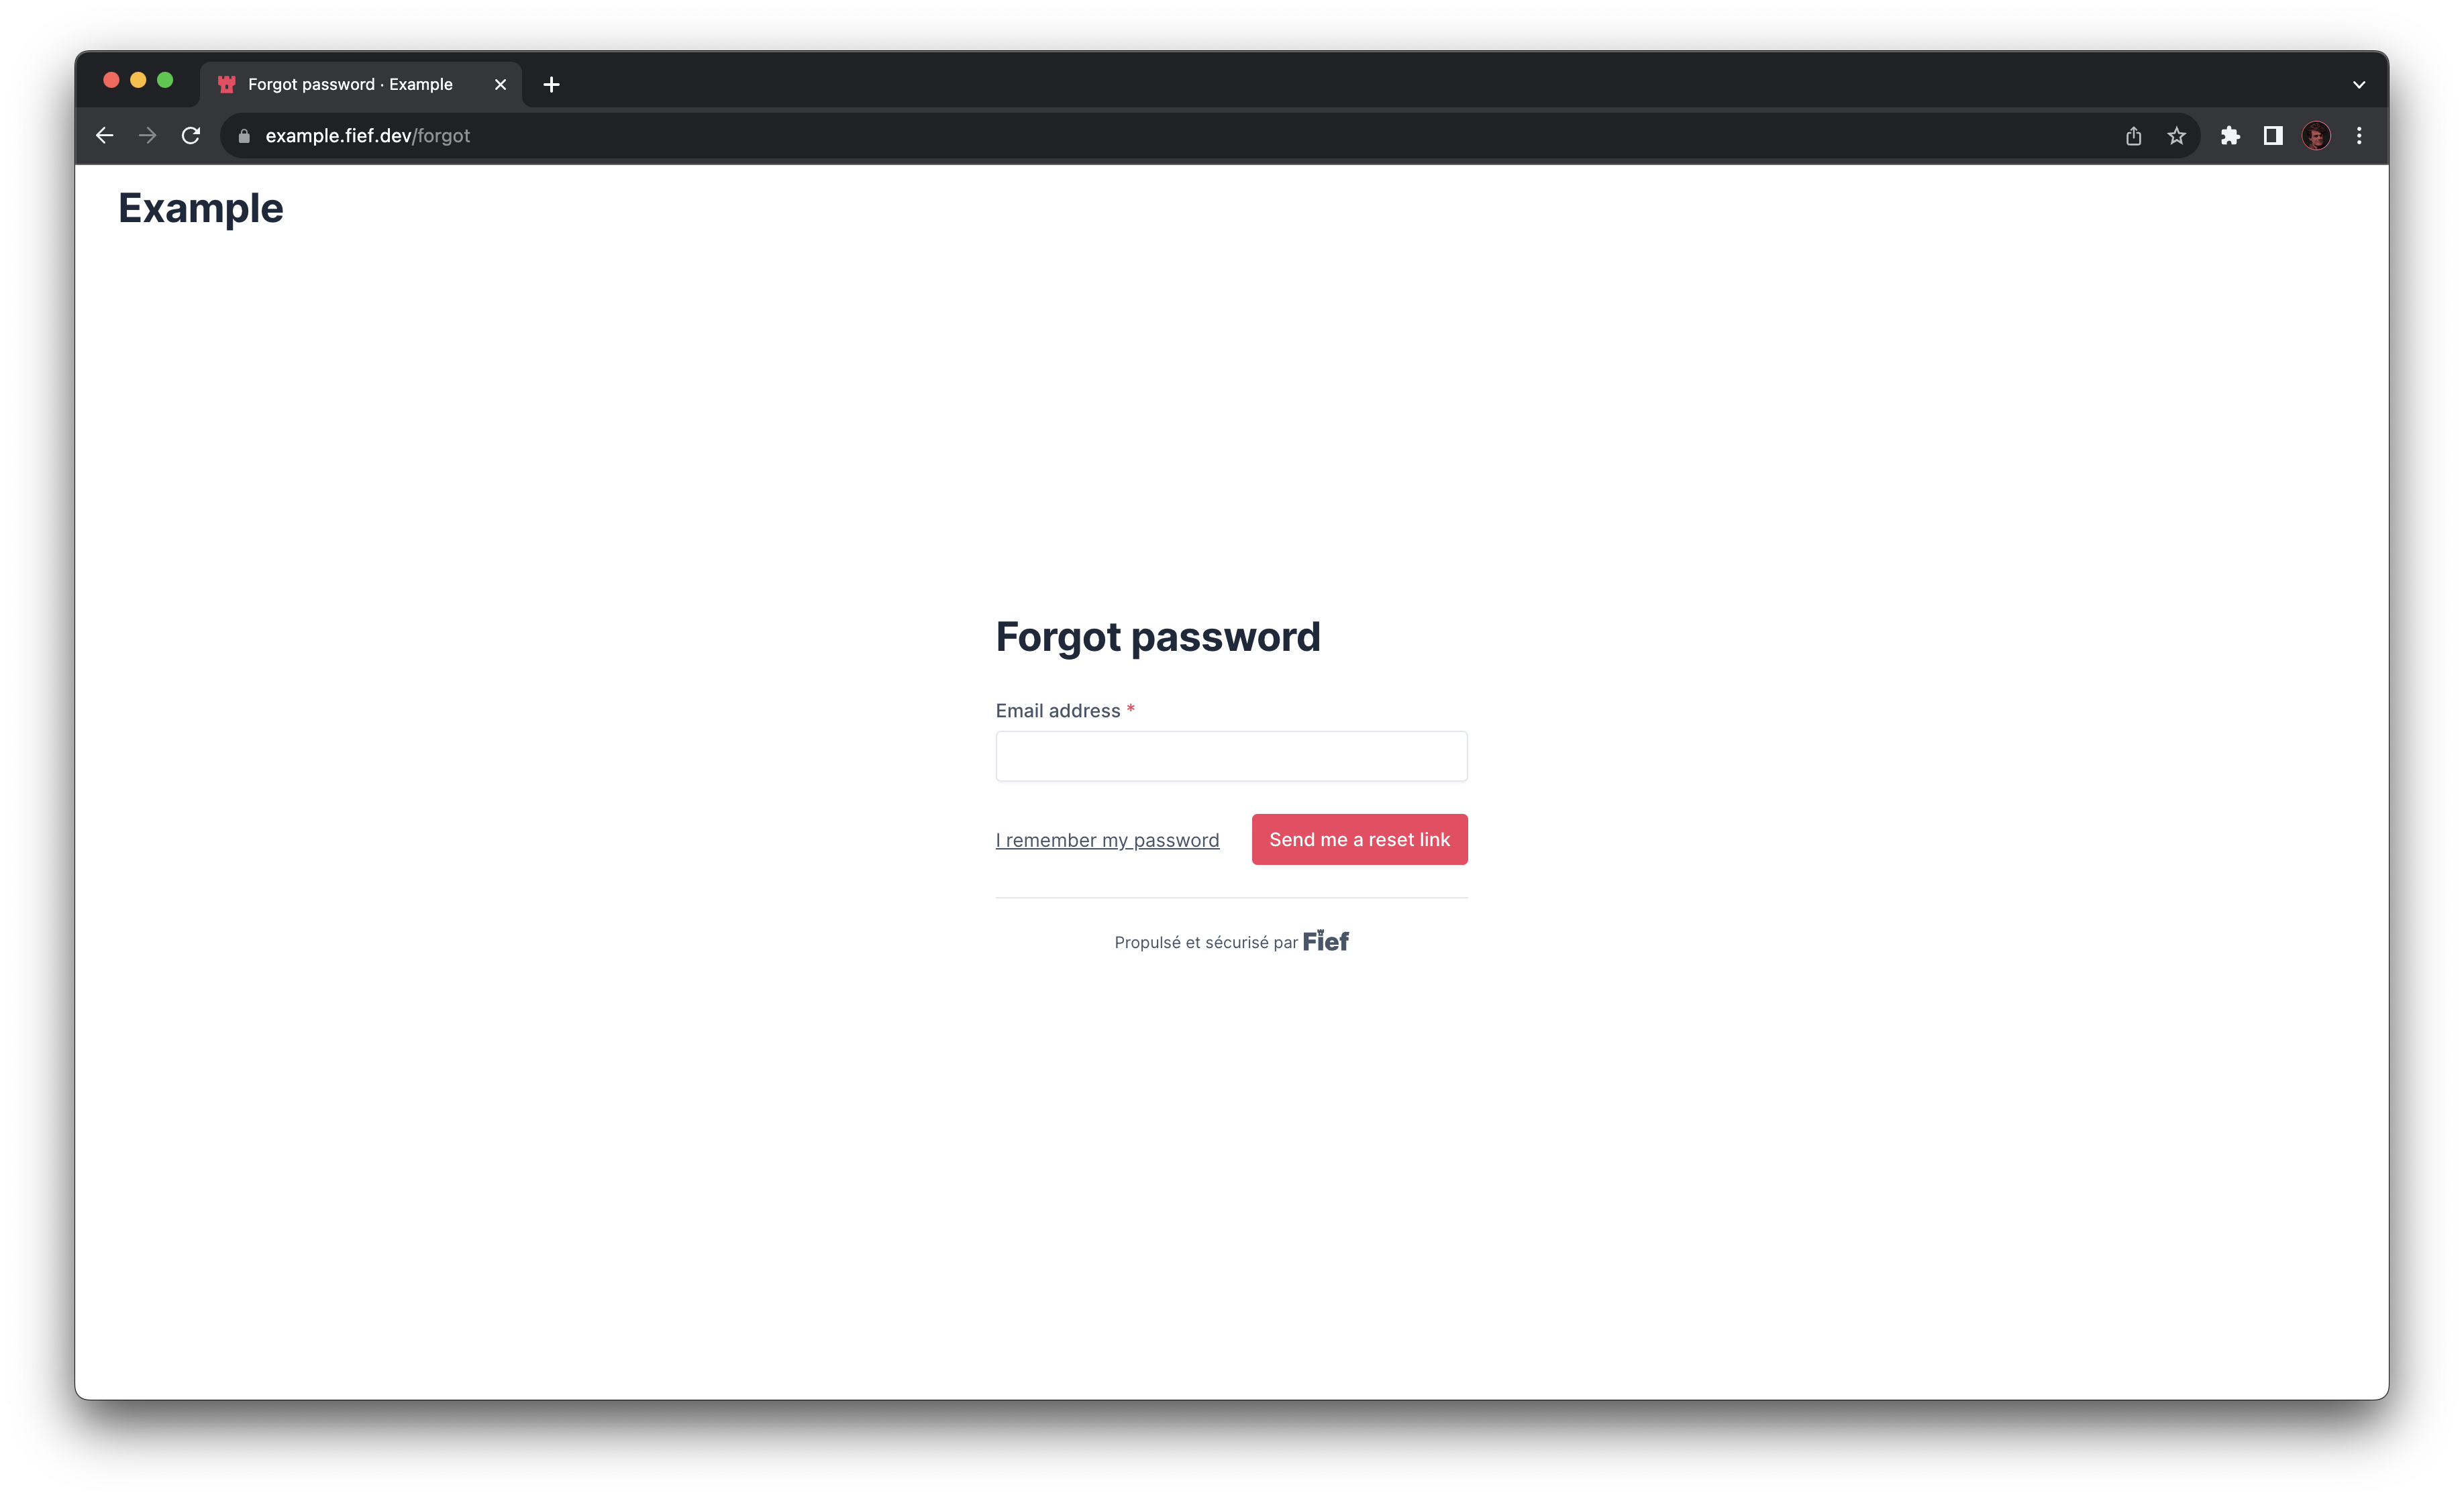 Forgot password · Example
example.fief.dev/forgot
Example
Forgot password
Email address *
I remember my password
Send me a reset link
Propulsé et sécurisé par Fief